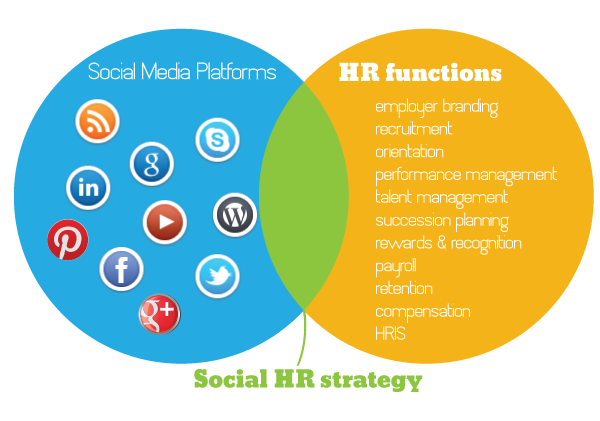 Social Media Platforms
HR functions
employer branding
recruitment
orientation
performance management
talent management
succession planning
rewards & recognition
payroll
retention
compensation
HRIS
g
in
f
g+
Social HR strategy